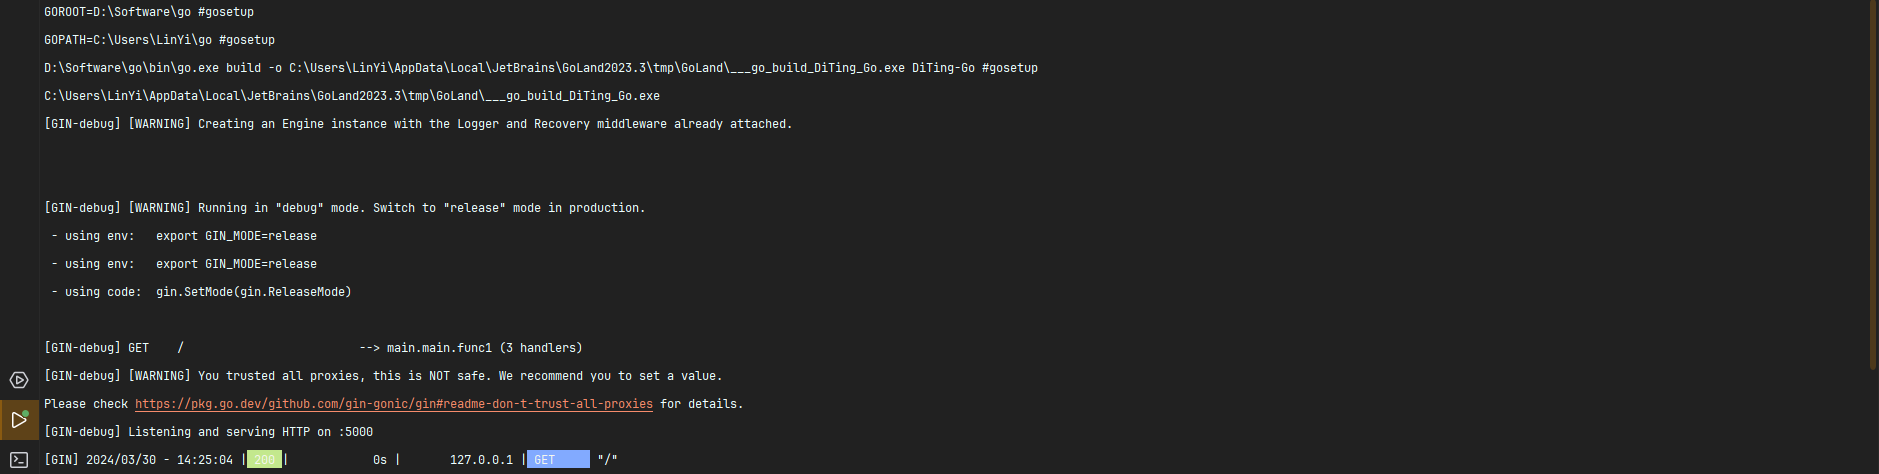 GOROOT=D:\Software\go #gosetup
GOPATH=C:\Users\LinYi\go #gosetup
D:\Software\go\bin\go.exe build -o C:\Users\LinYi\AppData\Local\JetBrains\GoLand2023.3\tmp\GoLand\___go_build_DiTing_Go.exe DiTing-Go #gosetup
C:\Users\LinYi\AppData\Local\JetBrains\GoLand2023.3\tmp\GoLand\___go_build_DiTing_Go.exe
[GIN-debug] [WARNING] Creating an Engine instance with the Logger and Recovery middleware already attached.
[GIN-debug] [WARNING] Running in "debug" mode. Switch to "release" mode in production.
 - using env:   export GIN_MODE=release
 - using env:   export GIN_MODE=release
 - using code:  gin.SetMode(gin.ReleaseMode)
[GIN-debug] GET    /                         --> main.main.func1 (3 handlers)
[GIN-debug] [WARNING] You trusted all proxies, this is NOT safe. We recommend you to set a value.
Please check https://pkg.go.dev/github.com/gin-gonic/gin#readme-don-t-trust-all-proxies for details.
[GIN-debug] Listening and serving HTTP on :5000
[GIN] 2024/03/30 - 14:25:04 | 200 |            0s |       127.0.0.1 | GET      "/"